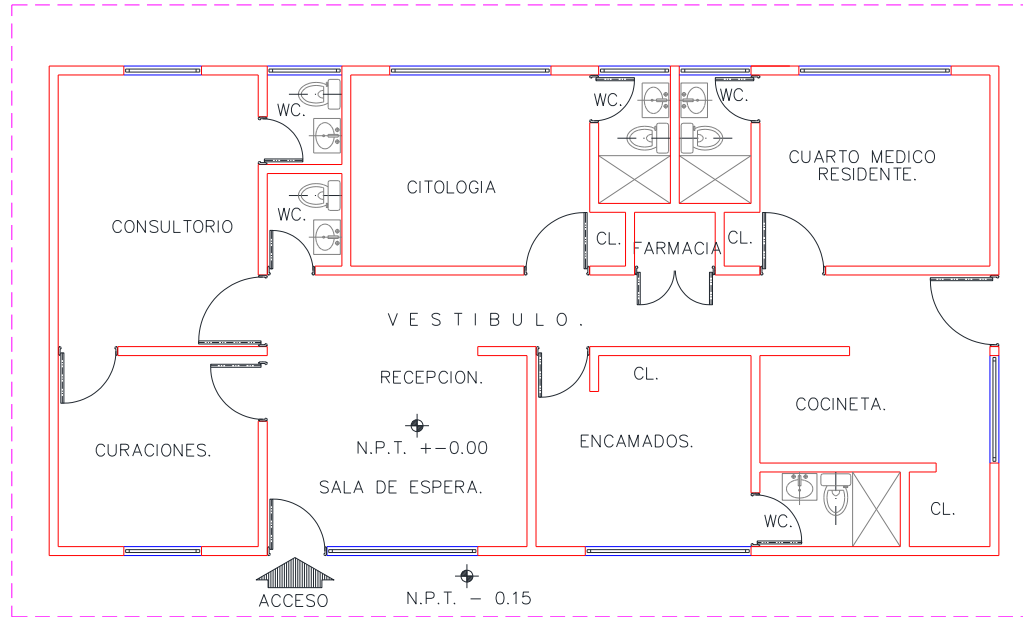 WC.
WC.
WC.
CUARTO MEDICO
RESIDENTE.
CITOLOGIA
CONSULTORIO
WC.
CL.
FARMACIA
CL.
VESTIBULO.
RECEPCION.
CL.
COCINETA.
N.P.T. +-0.00
ENCAMADOS.
CURACIONES.
SALA DE ESPERA.
WC.
CL.
ACCESO
N.P.T. - 0.15